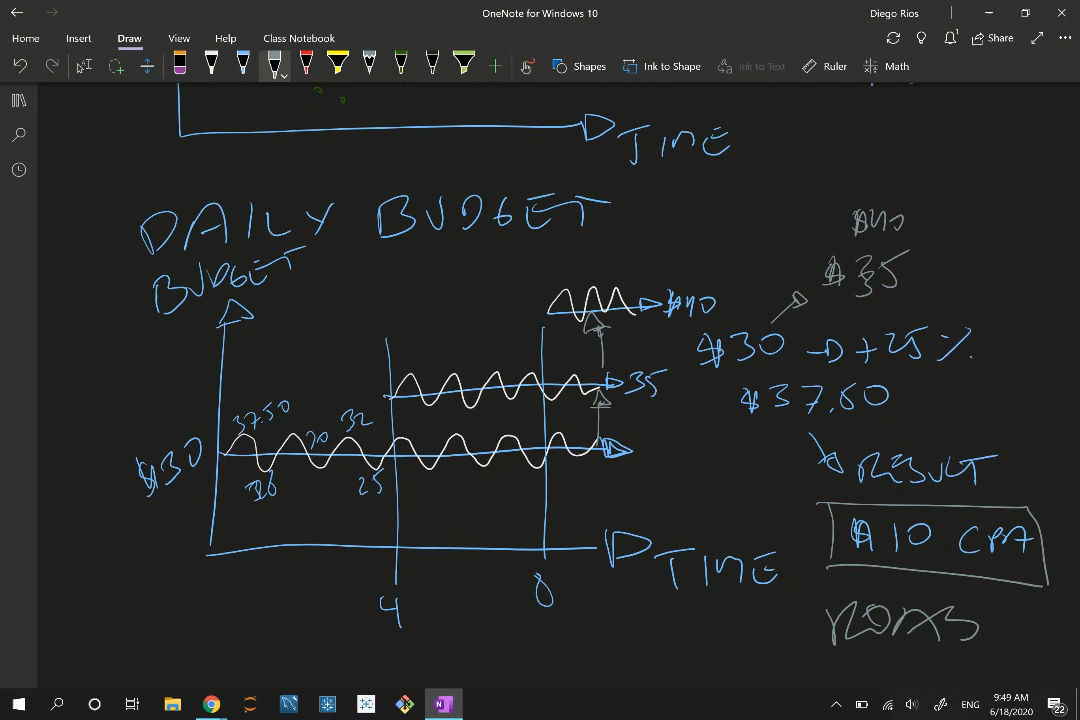 OneNote for Windows 10
Diego Rios
Home Insert Draw View Help Class Notebook
Share
Shapes Ink to Shape Ink to Text Ruler Math
TIME
DAILY BUDGET
BUDGET
$40
$35
$40
$30 → +25%
$37.50
35
37.50
32
$30
26
25
RESULT
$10 CPA
TIME
4
8
ROAS
ENG
9:49 AM
6/18/2020
22